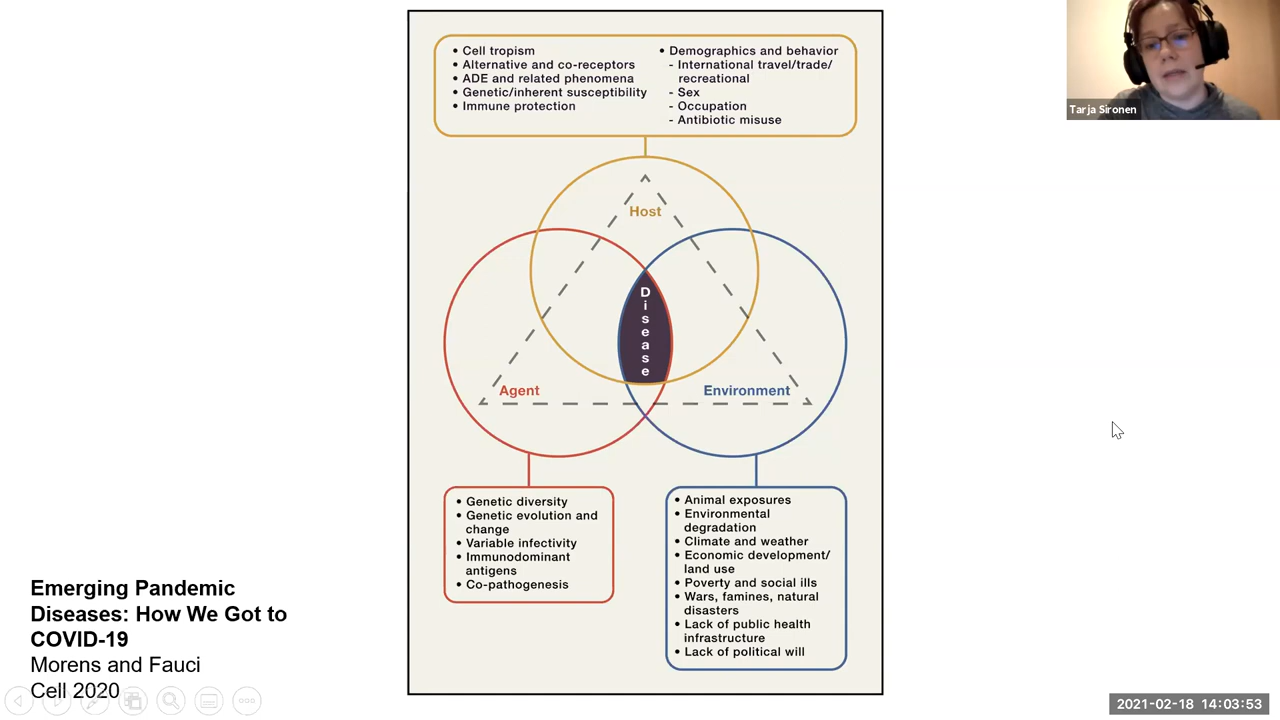 • Cell tropism
• Alternative and co-receptors
• ADE and related phenomena
• Genetic/inherent susceptibility
• Immune protection
• Demographics and behavior
- International travel/trade/
recreational
- Sex
- Occupation
- Antibiotic misuse
Tarja Sironen
Host
Disease
Agent
Environment
• Genetic diversity
• Genetic evolution and
change
• Variable infectivity
• Immunodominant
antigens
• Co-pathogenesis
• Animal exposures
• Environmental
degradation
• Climate and weather
• Economic development/
land use
• Poverty and social ills
• Wars, famines, natural
disasters
• Lack of public health
infrastructure
• Lack of political will
Emerging Pandemic
Diseases: How We Got to
COVID-19
Morens and Fauci
Cell 2020
2021-02-18 14:03:53